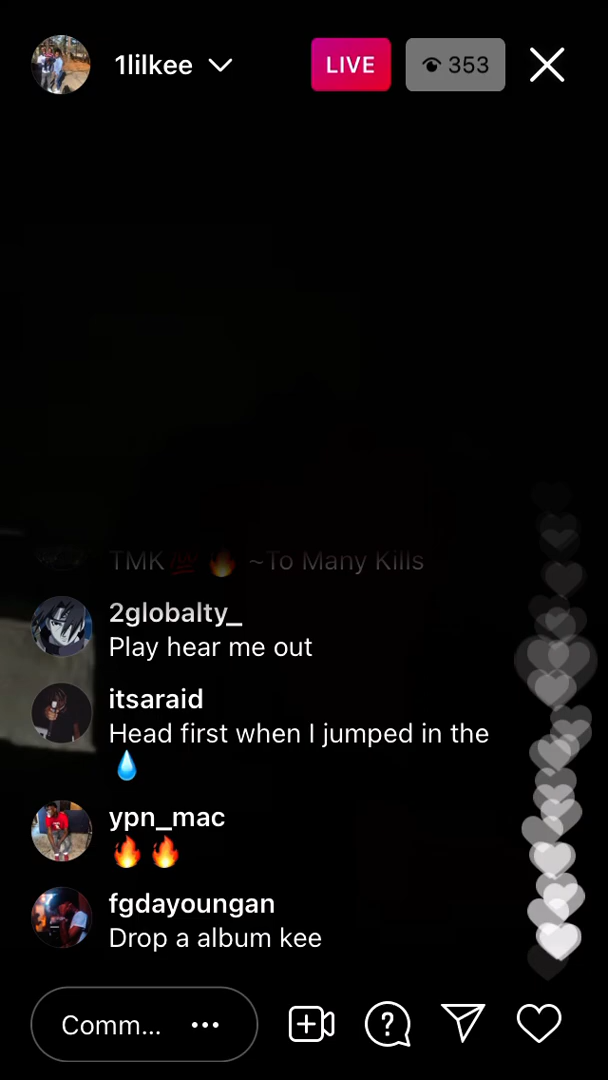 1lilkee LIVE 353
TMK💯🔥 ~To Many Kills
2globalty_
Play hear me out
itsaraid
Head first when I jumped in the
💧
ypn_mac
🔥🔥
fgdayoungan
Drop a album kee
Comm...